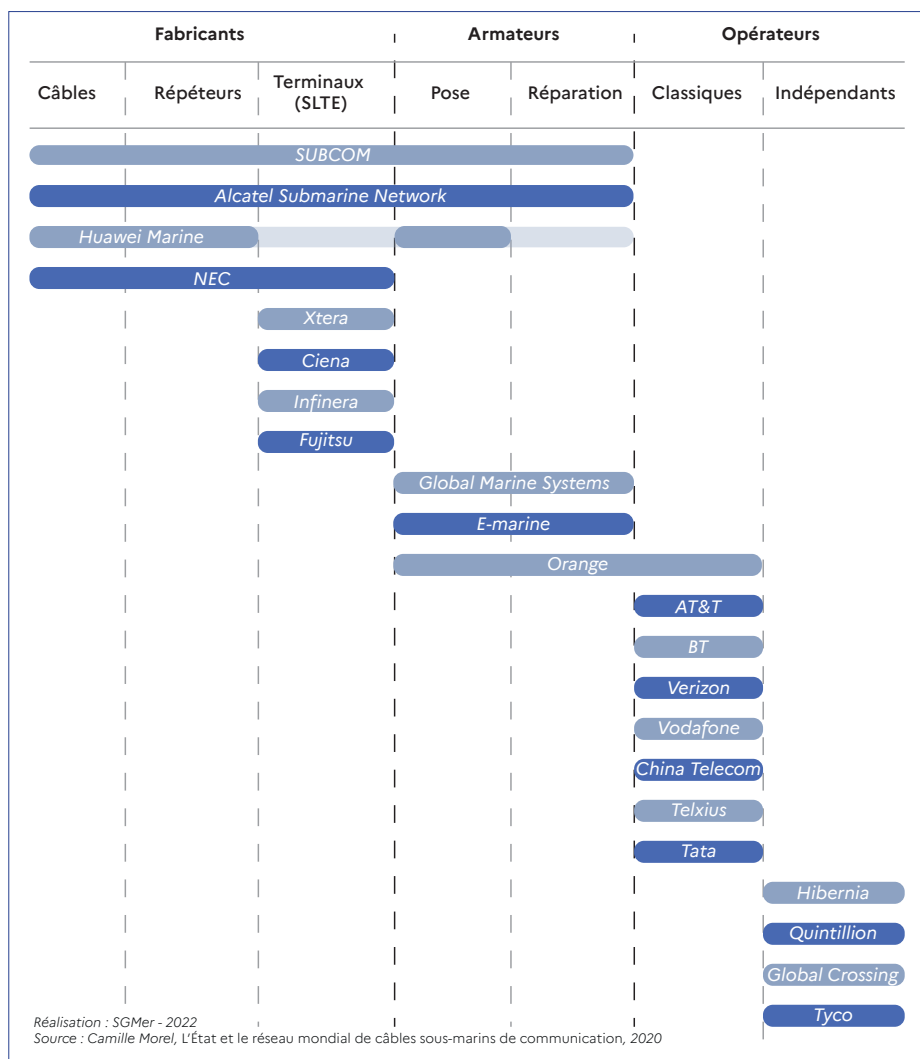 Fabricants Armateurs Opérateurs
Câbles Répéteurs Terminaux (SLTE) Pose Réparation Classiques Indépendants
SUBCOM
Alcatel Submarine Network
Huawei Marine
NEC
Xtera
Ciena
Infinera
Fujitsu
Global Marine Systems
E-marine
Orange
AT&T
BT
Verizon
Vodafone
China Telecom
Telxius
Tata
Hibernia
Quintillion
Global Crossing
Tyco
Réalisation : SGMer - 2022
Source : Camille Morel, L'État et le réseau mondial de câbles sous-marins de communication, 2020